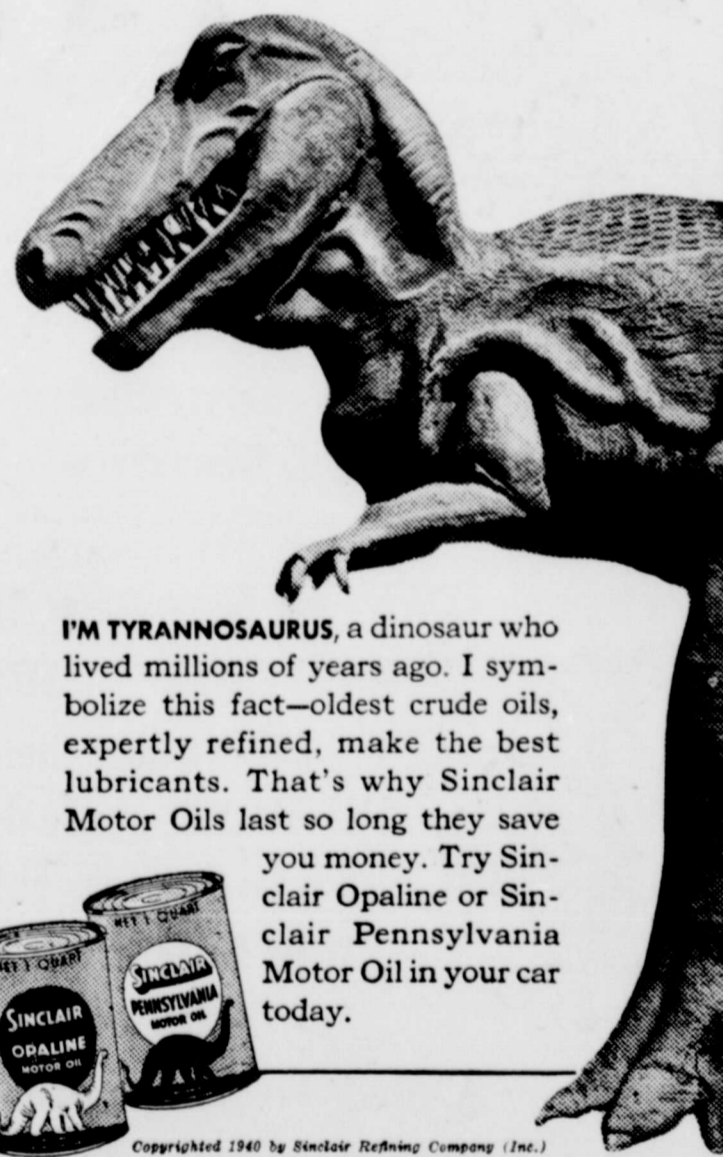 I'M TYRANNOSAURUS, a dinosaur who
lived millions of years ago. I sym-
bolize this fact—oldest crude oils,
expertly refined, make the best
lubricants. That's why Sinclair
Motor Oils last so long they save
you money. Try Sin-
clair Opaline or Sin-
clair Pennsylvania
Motor Oil in your car
today.
NET 1 QUART
SINCLAIR
OPALINE
MOTOR OIL
NET 1 QUART
SINCLAIR
PENNSYLVANIA
MOTOR OIL
Copyrighted 1940 by Sinclair Refining Company (Inc.)